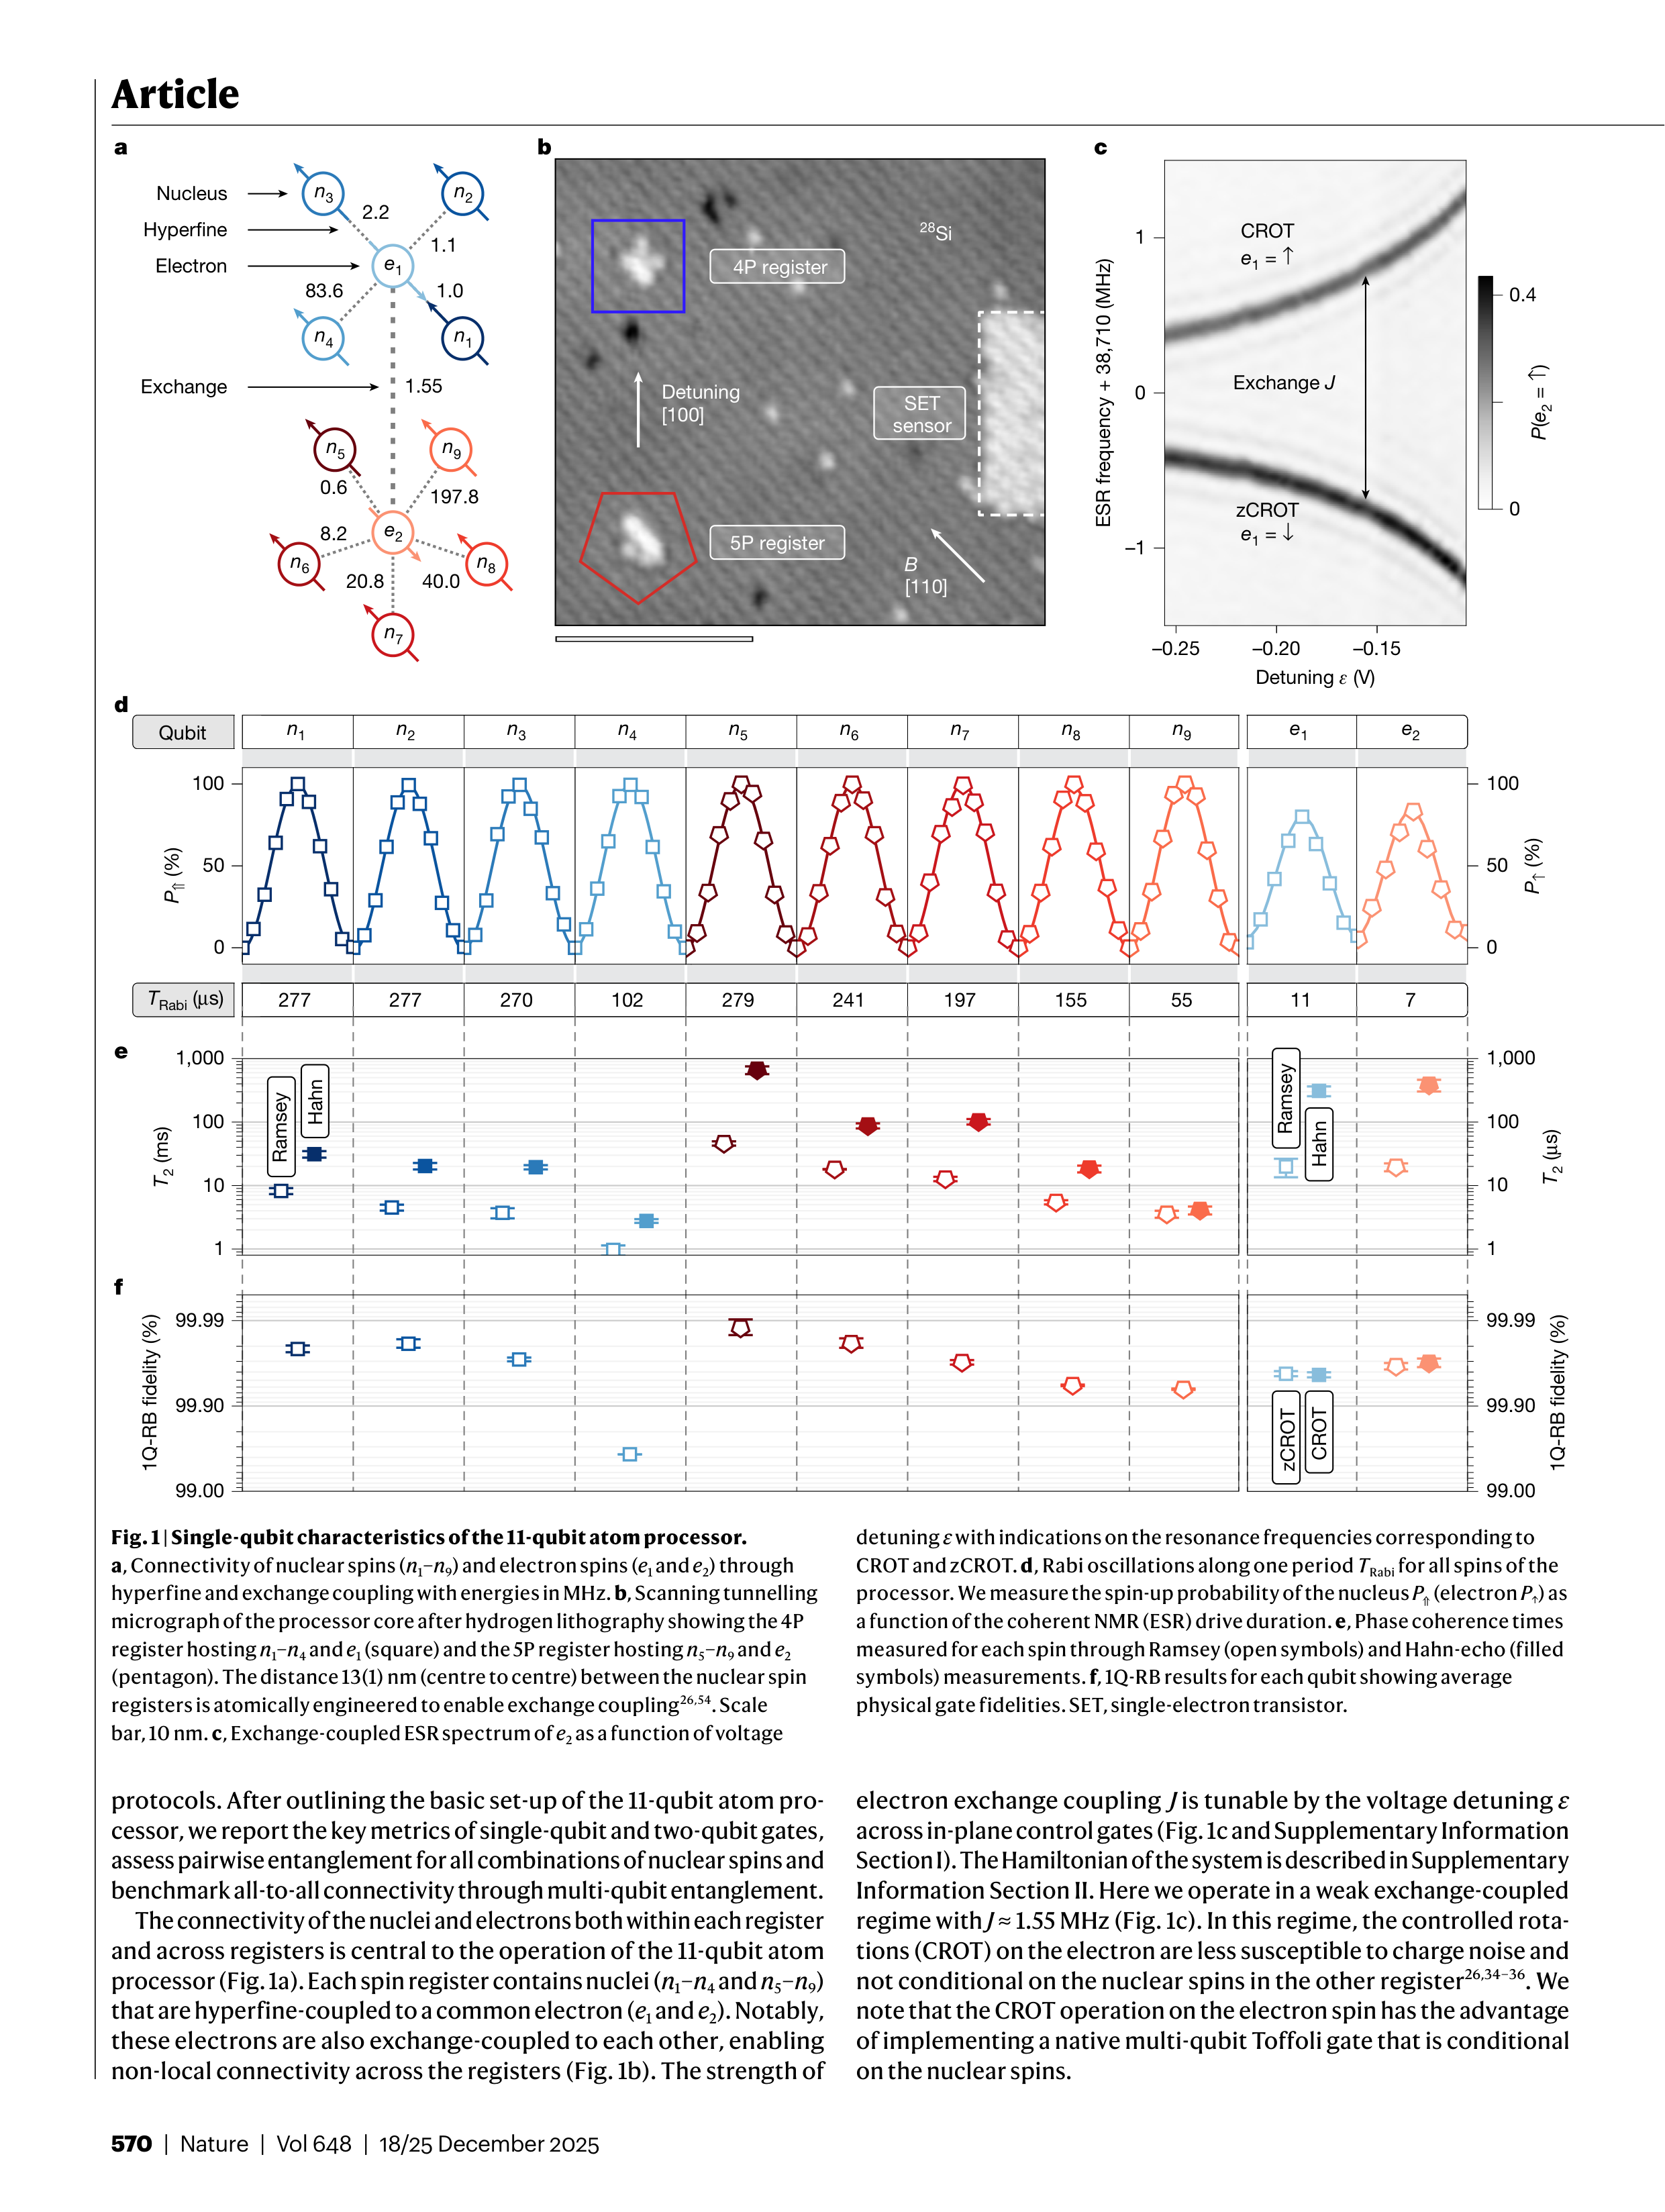 Article
a
Nucleus
Hyperfine
Electron
Exchange
n3
n2
2.2
1.1
e1
83.6
1.0
n4
n1
1.55
n5
n9
0.6
197.8
e2
8.2
n6
n8
20.8
40.0
n7
b
28Si
4P register
Detuning
[100]
SET
sensor
5P register
B
[110]
c
ESR frequency + 38,710 (MHz)
1
0
−1
CROT
e1 = ↑
Exchange J
zCROT
e1 = ↓
−0.25
−0.20
−0.15
Detuning ε (V)
0.4
0
P(e2 = ↑)
d
Qubit n1 n2 n3 n4 n5 n6 n7 n8 n9 e1 e2
P⇑ (%)
100
50
0
100
50
0
P↑ (%)
TRabi (μs) 277 277 270 102 279 241 197 155 55 11 7
e
T2 (ms)
1,000
100
10
1
Ramsey
Hahn
Ramsey
Hahn
1,000
100
10
1
T2 (μs)
f
1Q-RB fidelity (%)
99.99
99.90
99.00
zCROT
CROT
99.99
99.90
99.00
1Q-RB fidelity (%)
Fig. 1 | Single-qubit characteristics of the 11-qubit atom processor.
a, Connectivity of nuclear spins (n1–n9) and electron spins (e1 and e2) through
hyperfine and exchange coupling with energies in MHz. b, Scanning tunnelling
micrograph of the processor core after hydrogen lithography showing the 4P
register hosting n1–n4 and e1 (square) and the 5P register hosting n5–n9 and e2
(pentagon). The distance 13(1) nm (centre to centre) between the nuclear spin
registers is atomically engineered to enable exchange coupling26,54. Scale
bar, 10 nm. c, Exchange-coupled ESR spectrum of e2 as a function of voltage
detuning ε with indications on the resonance frequencies corresponding to
CROT and zCROT. d, Rabi oscillations along one period TRabi for all spins of the
processor. We measure the spin-up probability of the nucleus P⇑ (electron P↑) as
a function of the coherent NMR (ESR) drive duration. e, Phase coherence times
measured for each spin through Ramsey (open symbols) and Hahn-echo (filled
symbols) measurements. f, 1Q-RB results for each qubit showing average
physical gate fidelities. SET, single-electron transistor.
protocols. After outlining the basic set-up of the 11-qubit atom pro-
cessor, we report the key metrics of single-qubit and two-qubit gates,
assess pairwise entanglement for all combinations of nuclear spins and
benchmark all-to-all connectivity through multi-qubit entanglement.
The connectivity of the nuclei and electrons both within each register
and across registers is central to the operation of the 11-qubit atom
processor (Fig. 1a). Each spin register contains nuclei (n1–n4 and n5–n9)
that are hyperfine-coupled to a common electron (e1 and e2). Notably,
these electrons are also exchange-coupled to each other, enabling
non-local connectivity across the registers (Fig. 1b). The strength of
electron exchange coupling J is tunable by the voltage detuning ε
across in-plane control gates (Fig. 1c and Supplementary Information
Section I). The Hamiltonian of the system is described in Supplementary
Information Section II. Here we operate in a weak exchange-coupled
regime with J ≈ 1.55 MHz (Fig. 1c). In this regime, the controlled rota-
tions (CROT) on the electron are less susceptible to charge noise and
not conditional on the nuclear spins in the other register26,34–36. We
note that the CROT operation on the electron spin has the advantage
of implementing a native multi-qubit Toffoli gate that is conditional
on the nuclear spins.
570 | Nature | Vol 648 | 18/25 December 2025